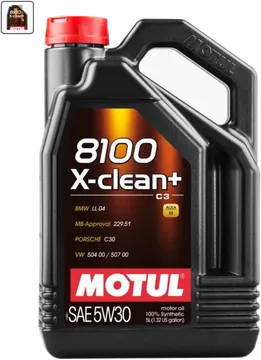 8100
X-clean+
C3
BMW LL-04
ACEA C3
MB-Approval 229.51
PORSCHE C30
VW 504 00 / 507 00
MOTUL
SAE 5W30
motor oil
100% Synthetic
5L (1.32 US gallon)